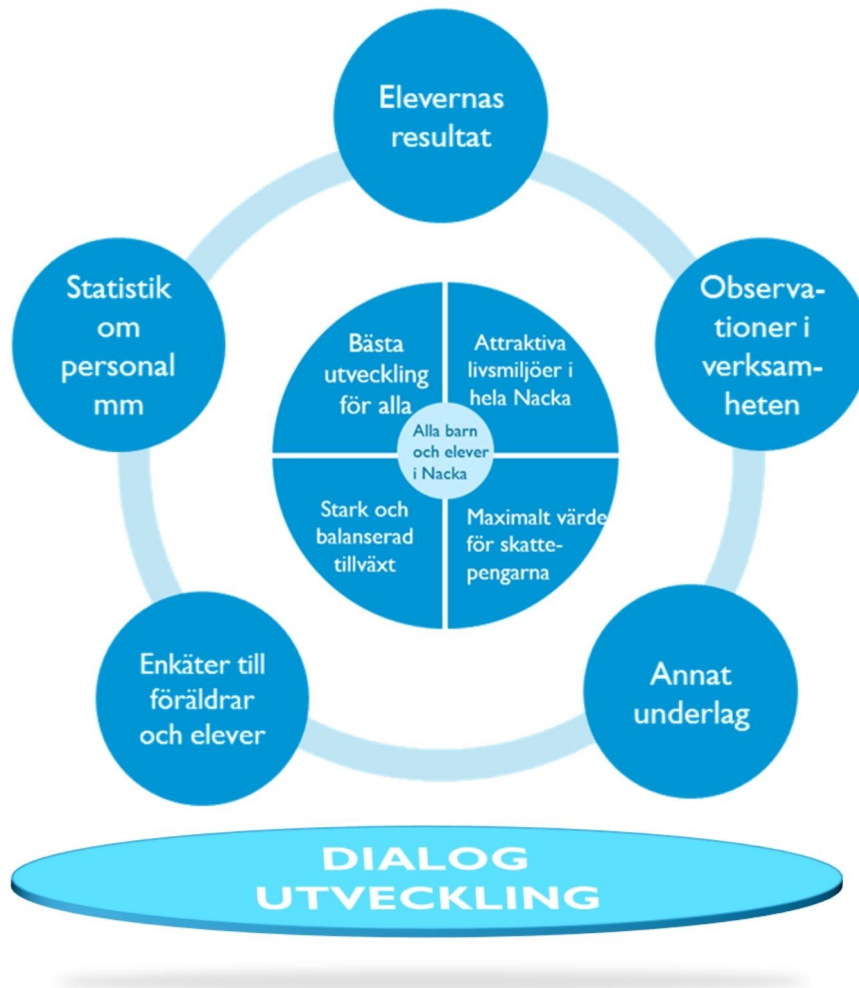 Elevernas
resultat
Statistik
om
personal
mm
Observa-
tioner i
verksam-
heten
Bästa
utveckling
för alla
Attraktiva
livsmiljöer i
hela Nacka
Alla barn
och elever
i Nacka
Stark och
balanserad
tillväxt
Maximalt värde
för skatte-
pengarna
Enkäter till
föräldrar
och elever
Annat
underlag
DIALOG
UTVECKLING